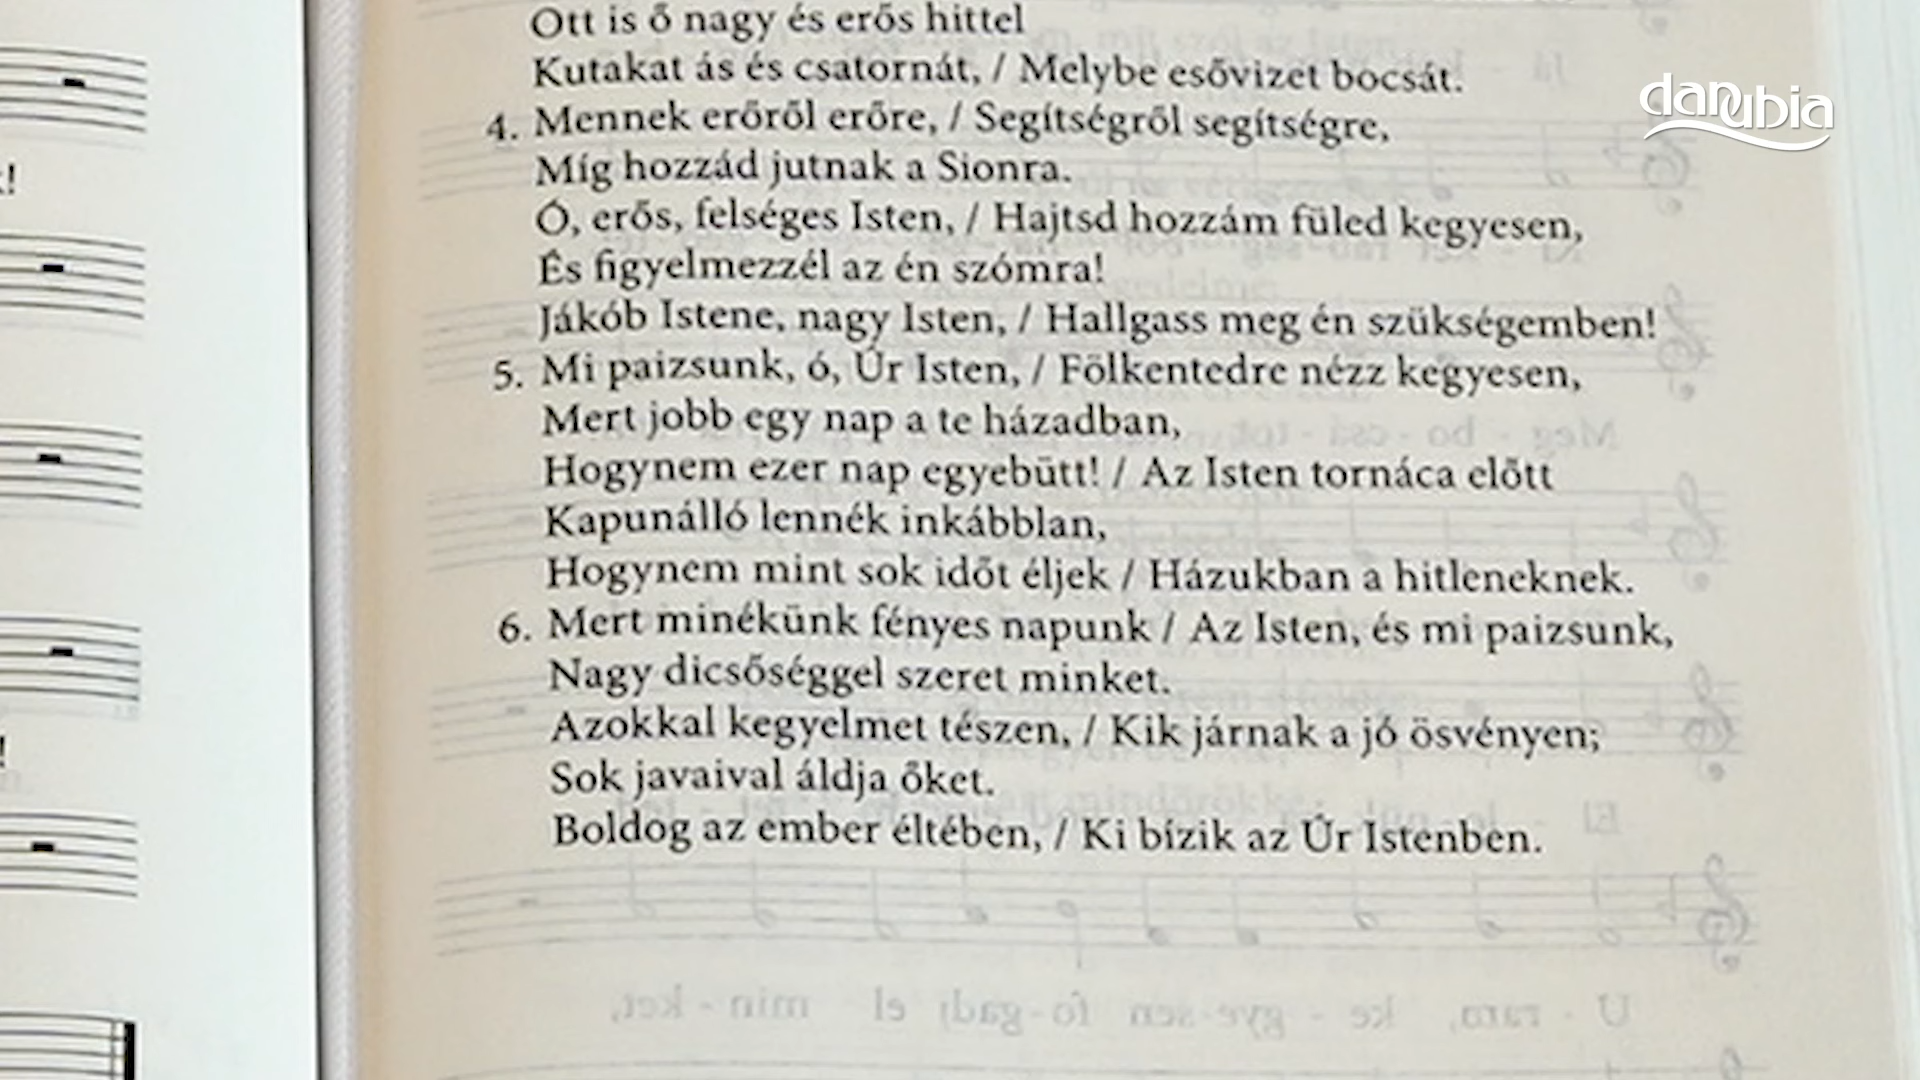 Ott is ő nagy és erős hittel
Kutakat ás és csatornát, / Melybe esővizet bocsát.
4. Mennek erőről erőre, / Segítségről segítségre,
Míg hozzád jutnak a Sionra.
Ó, erős, felséges Isten, / Hajtsd hozzám füled kegyesen,
És figyelmezzél az én szómra!
Jákób Istene, nagy Isten, / Hallgass meg én szükségemben!
5. Mi paizsunk, ó, Úr Isten, / Fölkentedre nézz kegyesen,
Mert jobb egy nap a te házadban,
Hogynem ezer nap egyebütt! / Az Isten tornáca előtt
Kapunálló lennék inkábblan,
Hogynem mint sok időt éljek / Házukban a hitleneknek.
6. Mert minékünk fényes napunk / Az Isten, és mi paizsunk,
Nagy dicsőséggel szeret minket.
Azokkal kegyelmet tészen, / Kik járnak a jó ösvényen;
Sok javaival áldja őket.
Boldog az ember éltében, / Ki bízik az Úr Istenben.
danubia